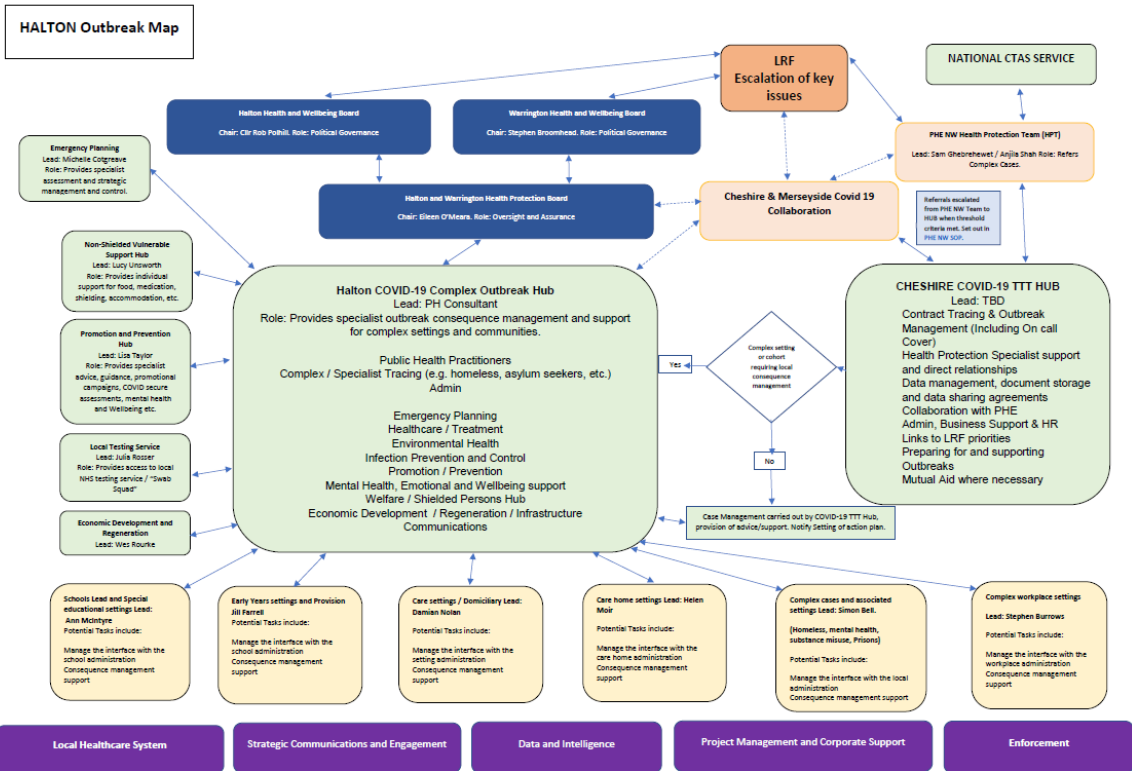 HALTON Outbreak Map
LRF
Escalation of key
issues
NATIONAL CTAS SERVICE
Halton Health and Wellbeing Board
Chair: Cllr Rob Polhill. Role: Political Governance
Warrington Health and Wellbeing Board
Chair: Stephen Broomhead. Role: Political Governance
PHE NW Health Protection Team (HPT)
Lead: Sam Ghebrehewet / Anjila Shah Role: Refers
Complex Cases.
Emergency Planning
Lead: Michelle Cotgreave
Role: Provides specialist
assessment and strategic
management and control.
Halton and Warrington Health Protection Board
Chair: Eileen O'Meara. Role: Oversight and Assurance
Cheshire & Merseyside Covid 19
Collaboration
Referrals escalated
from PHE NW Team to
HUB when threshold
criteria met. Set out in
PHE NW SOP.
Non-Shielded Vulnerable
Support Hub
Lead: Lucy Unsworth
Role: Provides individual
support for food, medication,
shielding, accommodation, etc.
Promotion and Prevention
Hub
Lead: Lisa Taylor
Role: Provides specialist
advice, guidance, promotional
campaigns, COVID secure
assessments, mental health
and Wellbeing etc.
Local Testing Service
Lead: Julia Rosser
Role: Provides access to local
NHS testing service / "Swab
Squad"
Economic Development and
Regeneration
Lead: Wes Rourke
Halton COVID-19 Complex Outbreak Hub
Lead: PH Consultant
Role: Provides specialist outbreak consequence management and support
for complex settings and communities.
Public Health Practitioners
Complex / Specialist Tracing (e.g. homeless, asylum seekers, etc.)
Admin
Emergency Planning
Healthcare / Treatment
Environmental Health
Infection Prevention and Control
Promotion / Prevention
Mental Health, Emotional and Wellbeing support
Welfare / Shielded Persons Hub
Economic Development / Regeneration / Infrastructure
Communications
Yes
Complex setting
or cohort
requiring local
consequence
management
No
Case Management carried out by COVID-19 TTT Hub,
provision of advice/support. Notify Setting of action plan.
CHESHIRE COVID-19 TTT HUB
Lead: TBD
Contract Tracing & Outbreak
Management (Including On call
Cover)
Health Protection Specialist support
and direct relationships
Data management, document storage
and data sharing agreements
Collaboration with PHE
Admin, Business Support & HR
Links to LRF priorities
Preparing for and supporting
Outbreaks
Mutual Aid where necessary
Schools Lead and Special
educational settings Lead:
Ann McIntyre
Potential Tasks include:
Manage the interface with the
school administration
Consequence management
support
Early Years settings and Provision
Jill Farrell
Potential Tasks include:
Manage the interface with the
school administration
Consequence management
support
Care settings / Domiciliary Lead:
Damian Nolan
Potential Tasks include:
Manage the interface with the
setting administration
Consequence management
support
Care home settings Lead: Helen
Moir
Potential Tasks include:
Manage the interface with the
care home administration
Consequence management
support
Complex cases and associated
settings Lead: Simon Bell.
(Homeless, mental health,
substance misuse, Prisons)
Potential Tasks include:
Manage the interface with the local
administration
Consequence management support
Complex workplace settings
Lead: Stephen Burrows
Potential Tasks include:
Manage the interface with the
workplace administration
Consequence management
support
Local Healthcare System
Strategic Communications and Engagement
Data and Intelligence
Project Management and Corporate Support
Enforcement